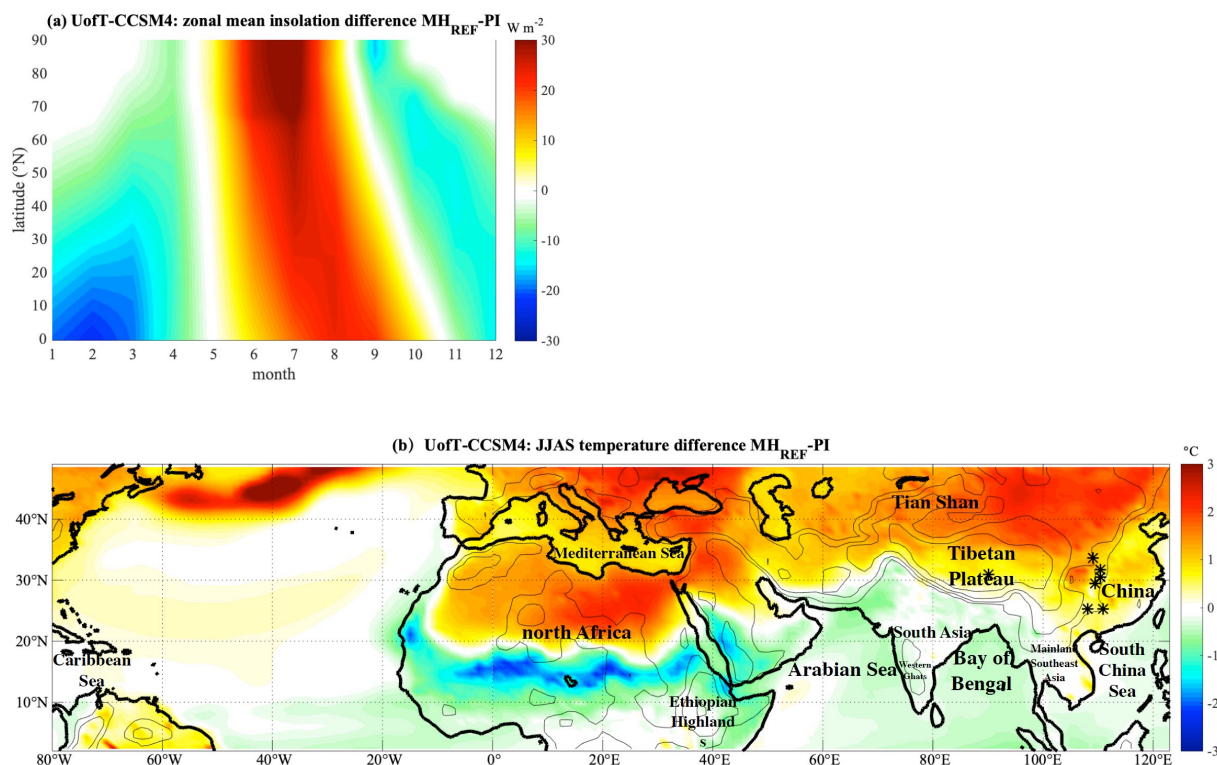 (a) UofT-CCSM4: zonal mean insolation difference MH_REF-PI
W m-2
90
80
70
60
50
40
30
20
10
0
latitude (°N)
1 2 3 4 5 6 7 8 9 10 11 12
month
30
20
10
0
-10
-20
-30
(b) UofT-CCSM4: JJAS temperature difference MH_REF-PI
°C
40°N
30°N
20°N
10°N
Tian Shan
Mediterranean Sea
Tibetan
Plateau
China
north Africa
South Asia
Caribbean
Sea
Arabian Sea
Western
Ghats
Bay of
Bengal
Mainland
Southeast
Asia
South
China
Sea
Ethiopian
Highland
s
80°W 60°W 40°W 20°W 0°E 20°E 40°E 60°E 80°E 100°E 120°E
3
2
1
0
-1
-2
-3